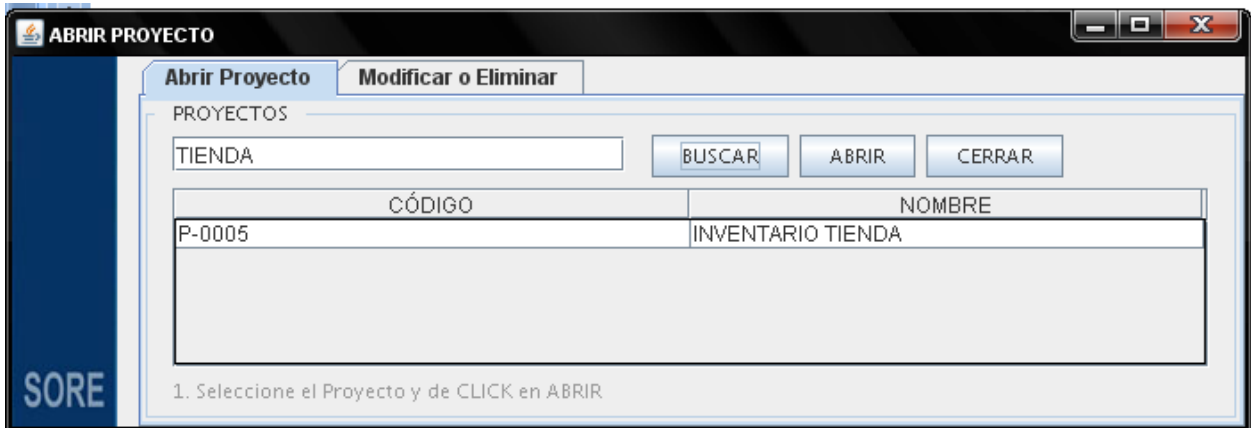 ABRIR PROYECTO
Abrir Proyecto Modificar o Eliminar
PROYECTOS
TIENDA BUSCAR ABRIR CERRAR
CÓDIGO NOMBRE
P-0005 INVENTARIO TIENDA
1. Seleccione el Proyecto y de CLICK en ABRIR
SORE